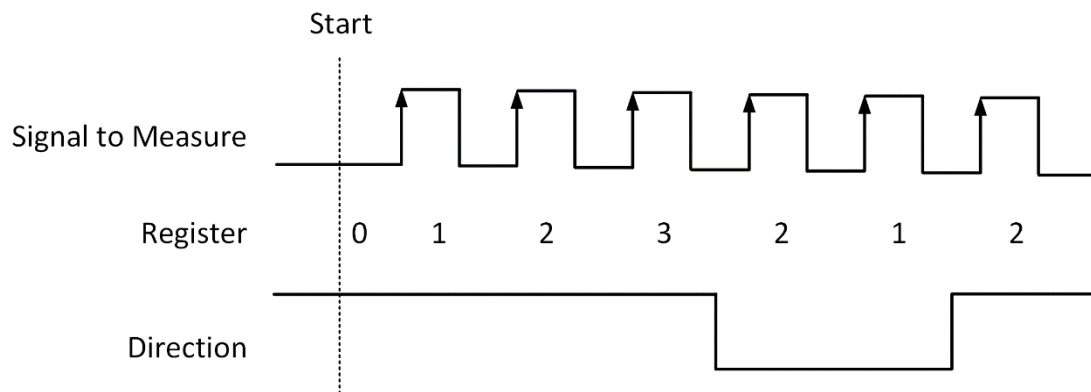 Start
Signal to Measure
Register 0 1 2 3 2 1 2
Direction